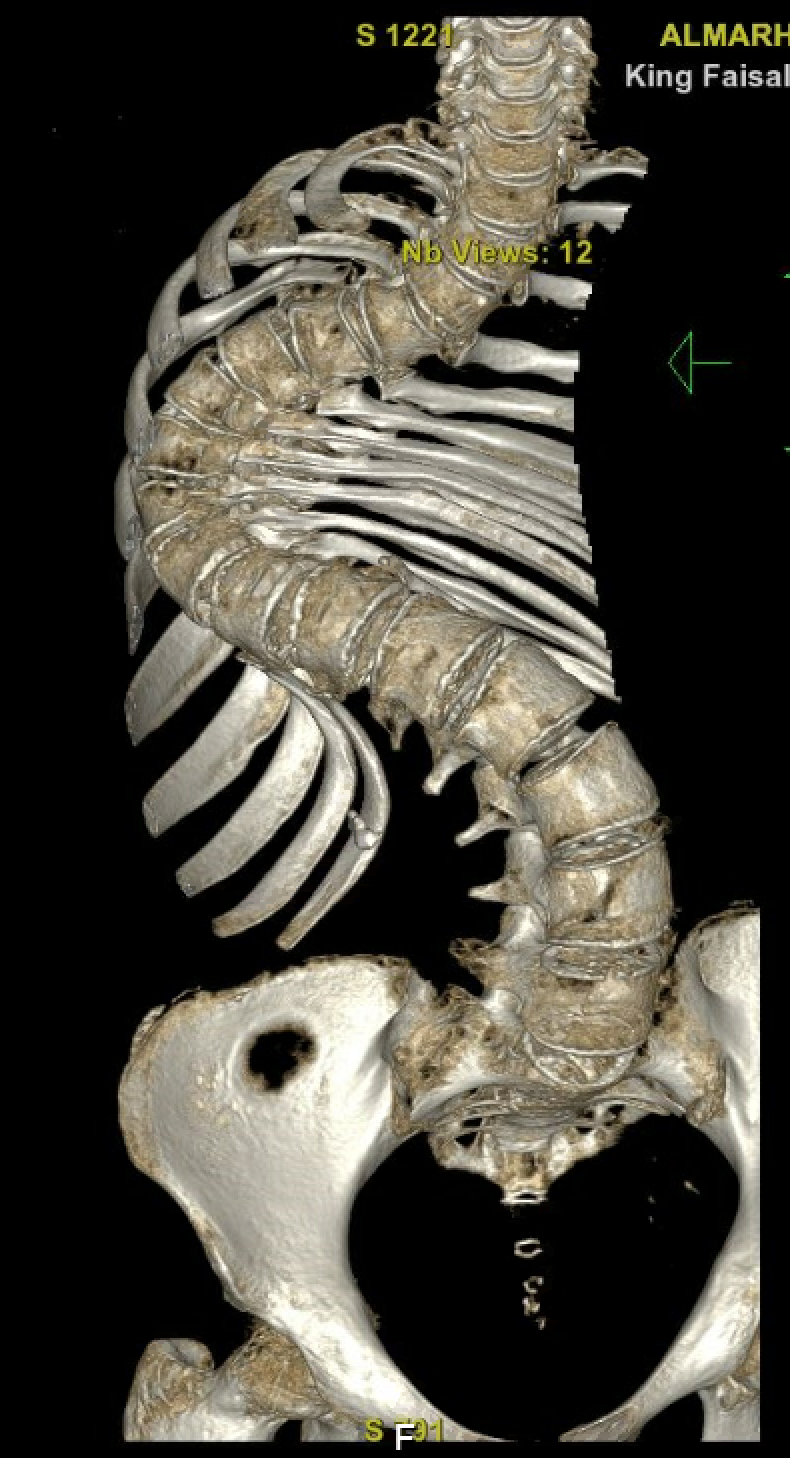 S 1221
ALMARH
King Faisal
Nb Views: 12
F